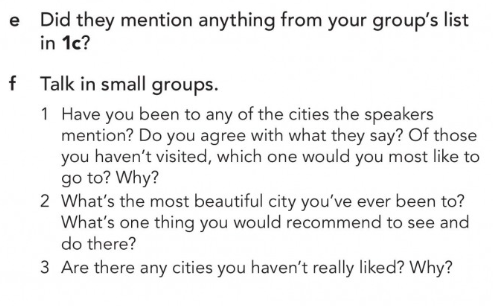 e Did they mention anything from your group's list
in 1c?
f Talk in small groups.
1 Have you been to any of the cities the speakers
mention? Do you agree with what they say? Of those
you haven't visited, which one would you most like to
go to? Why?
2 What's the most beautiful city you've ever been to?
What's one thing you would recommend to see and
do there?
3 Are there any cities you haven't really liked? Why?